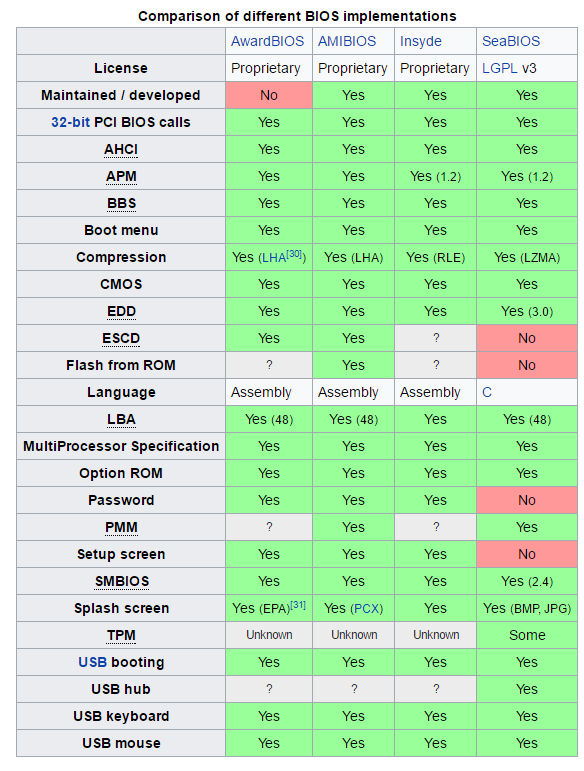 Comparison of different BIOS implementations
AwardBIOS AMIBIOS Insyde SeaBIOS
License Proprietary Proprietary Proprietary LGPL v3
Maintained / developed No Yes Yes Yes
32-bit PCI BIOS calls Yes Yes Yes Yes
AHCI Yes Yes Yes Yes
APM Yes Yes Yes (1.2) Yes (1.2)
BBS Yes Yes Yes Yes
Boot menu Yes Yes Yes Yes
Compression Yes (LHA[30]) Yes (LHA) Yes (RLE) Yes (LZMA)
CMOS Yes Yes Yes Yes
EDD Yes Yes Yes Yes (3.0)
ESCD Yes Yes ? No
Flash from ROM ? Yes ? No
Language Assembly Assembly Assembly C
LBA Yes (48) Yes (48) Yes Yes (48)
MultiProcessor Specification Yes Yes Yes Yes
Option ROM Yes Yes Yes Yes
Password Yes Yes Yes No
PMM ? Yes ? Yes
Setup screen Yes Yes Yes No
SMBIOS Yes Yes Yes Yes (2.4)
Splash screen Yes (EPA)[31] Yes (PCX) Yes Yes (BMP, JPG)
TPM Unknown Unknown Unknown Some
USB booting Yes Yes Yes Yes
USB hub ? ? ? Yes
USB keyboard Yes Yes Yes Yes
USB mouse Yes Yes Yes Yes